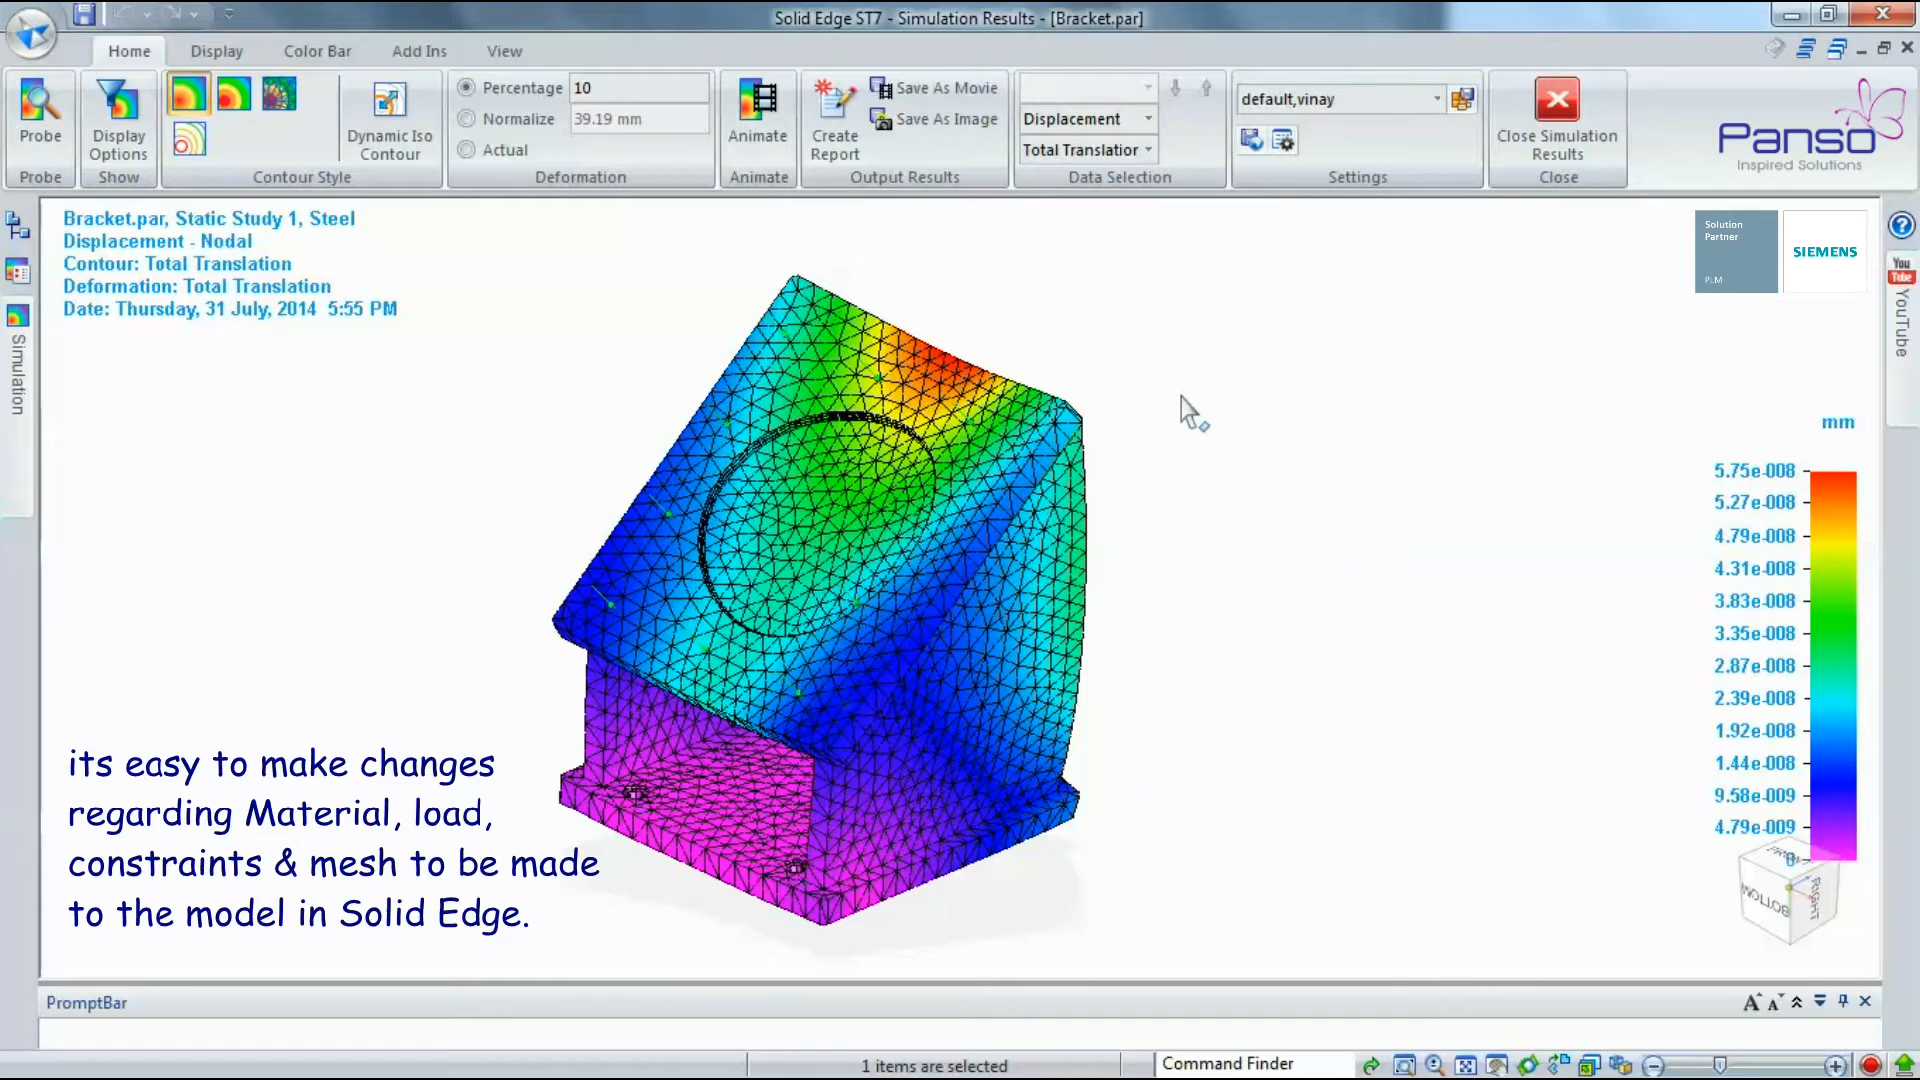 Solid Edge ST7 - Simulation Results - [Bracket.par]
Home
Display
Color Bar
Add Ins
View
Probe
Display
Options
Dynamic Iso
Contour
Percentage
10
Normalize
39.19 mm
Actual
Animate
Create
Report
Save As Movie
Save As Image
Displacement
Total Translatior
default,vinay
Close Simulation
Results
Probe
Show
Contour Style
Deformation
Animate
Output Results
Data Selection
Settings
Close
Panso
Inspired Solutions
Bracket.par, Static Study 1, Steel
Displacement - Nodal
Contour: Total Translation
Deformation: Total Translation
Date: Thursday, 31 July, 2014 5:55 PM
Solution
Partner
PLM
SIEMENS
You
Tube
YouTube
Simulation
mm
5.75e-008
5.27e-008
4.79e-008
4.31e-008
3.83e-008
3.35e-008
2.87e-008
2.39e-008
1.92e-008
1.44e-008
9.58e-009
4.79e-009
0
BOTTOM
RIGHT
its easy to make changes
regarding Material, load,
constraints & mesh to be made
to the model in Solid Edge.
PromptBar
1 items are selected
Command Finder